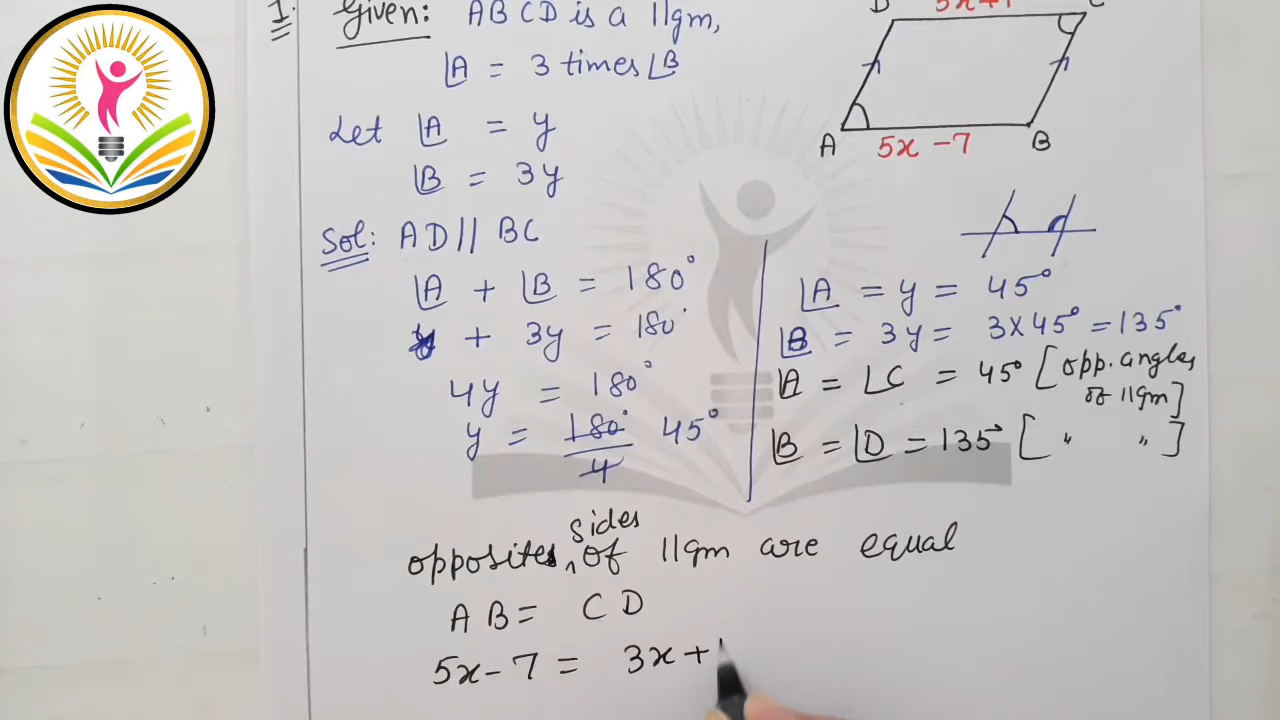 1. Given: ABCD is a ||gm,
∠A = 3 times ∠B
Let ∠A = y
∠B = 3y
Sol: AD || BC
∠A + ∠B = 180°
y + 3y = 180°
4y = 180°
y = 180°/4 45°
D 3x+1 C
A 5x-7 B
∠A = y = 45°
∠B = 3y = 3×45° = 135°
∠A = ∠C = 45° [opp. angles
of ||gm]
∠B = ∠D = 135° [ " " ]
sides
opposites ∧ of ||gm are equal
AB = CD
5x-7 = 3x+